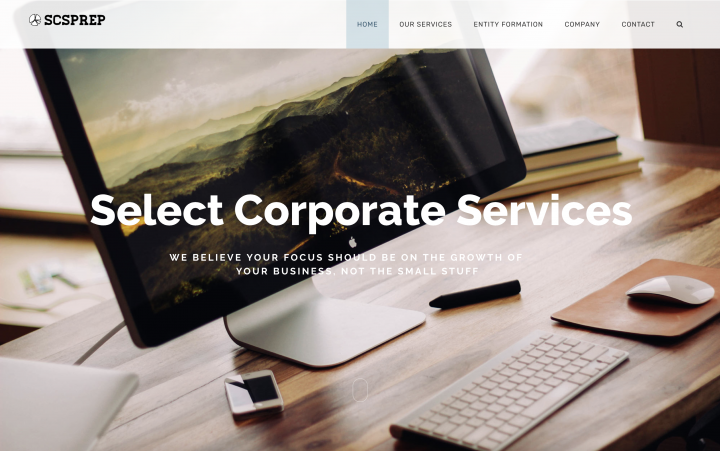 SCSPREP
HOME OUR SERVICES ENTITY FORMATION COMPANY CONTACT
Select Corporate Services
WE BELIEVE YOUR FOCUS SHOULD BE ON THE GROWTH OF
YOUR BUSINESS, NOT THE SMALL STUFF